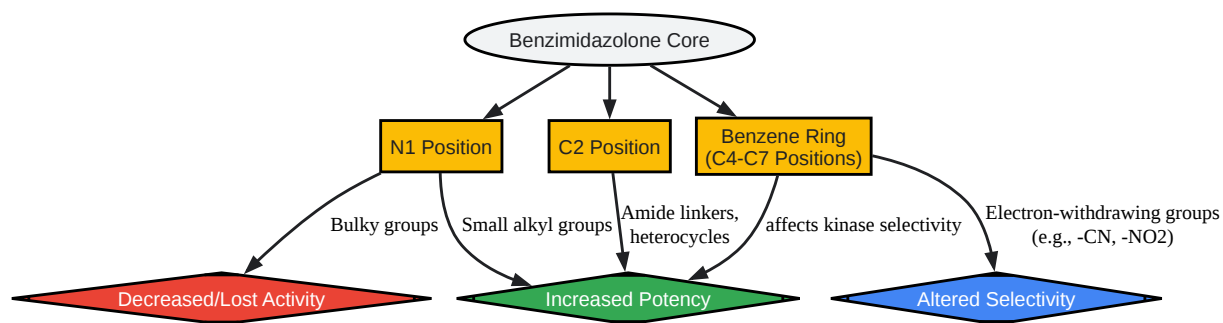 Benzimidazolone Core
N1 Position
C2 Position
Benzene Ring
(C4-C7 Positions)
Bulky groups
Small alkyl groups
Amide linkers,
heterocycles
affects kinase selectivity
Electron-withdrawing groups
(e.g., -CN, -NO2)
Decreased/Lost Activity
Increased Potency
Altered Selectivity